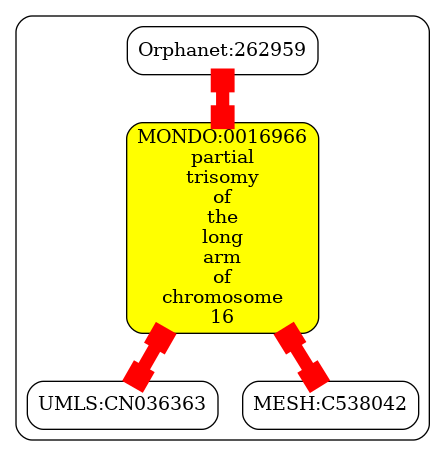 Orphanet:262959
MONDO:0016966
partial
trisomy
of
the
long
arm
of
chromosome
16
UMLS:CN036363
MESH:C538042